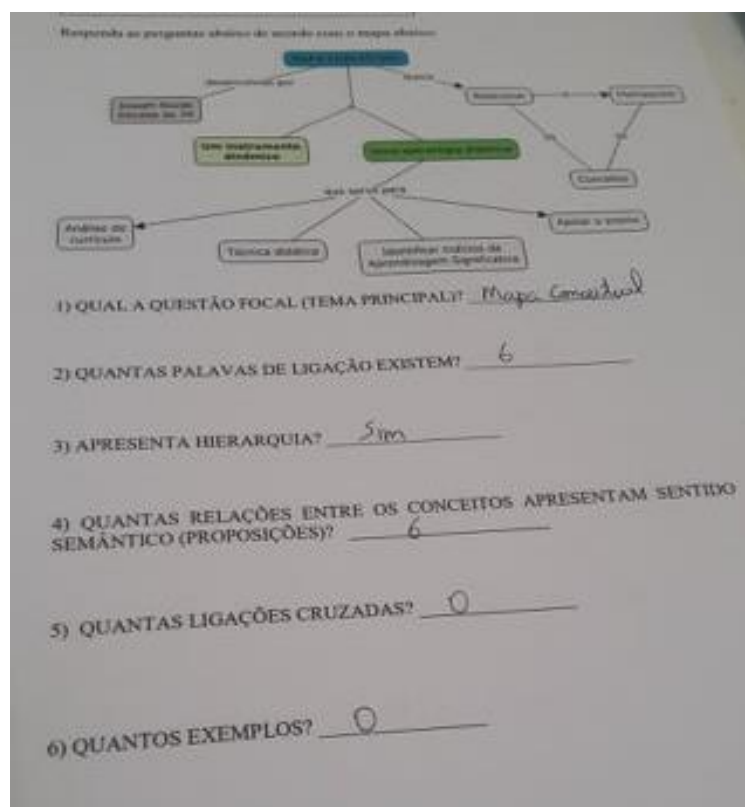 Responda as perguntas abaixo de acordo com o mapa abaixo
desenvolvido por
Um instrumento
dinâmico
que serve para
Conceitos
Análise do
currículo
Técnica didática
Identificar indícios de
Aprendizagem Significativa
Apoiar o ensino
1) QUAL A QUESTÃO FOCAL (TEMA PRINCIPAL)? Mapa Conceitual
2) QUANTAS PALAVAS DE LIGAÇÃO EXISTEM? 6
3) APRESENTA HIERARQUIA? Sim
4) QUANTAS RELAÇÕES ENTRE OS CONCEITOS APRESENTAM SENTIDO
SEMÂNTICO (PROPOSIÇÕES)? 6
5) QUANTAS LIGAÇÕES CRUZADAS? 0
6) QUANTOS EXEMPLOS? 0